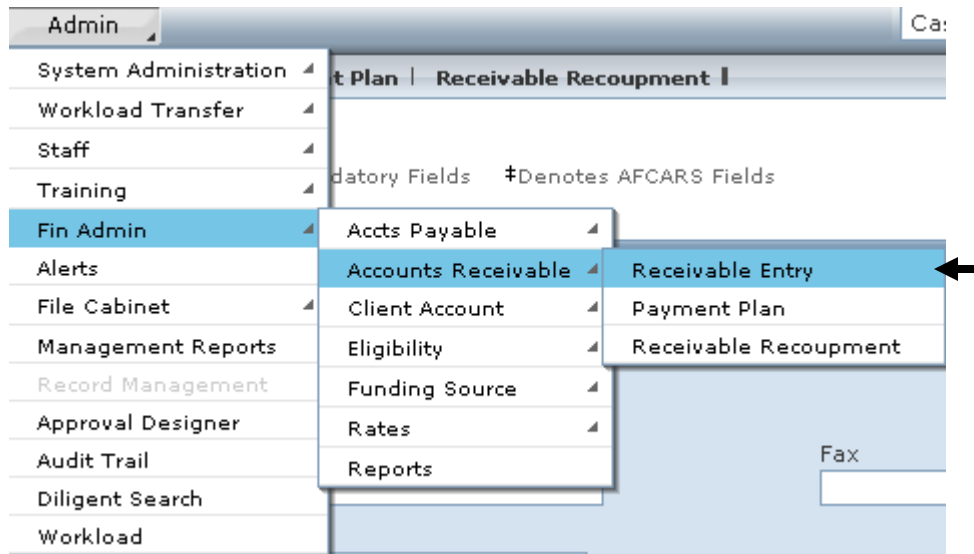 Admin
Cas
System Administration
t Plan | Receivable Recoupment
Workload Transfer
Staff
datory Fields ‡Denotes AFCARS Fields
Training
Fin Admin
Accts Payable
Alerts
Accounts Receivable
Receivable Entry
File Cabinet
Client Account
Payment Plan
Management Reports
Eligibility
Receivable Recoupment
Record Management
Funding Source
Approval Designer
Rates
Audit Trail
Fax
Reports
Diligent Search
Workload